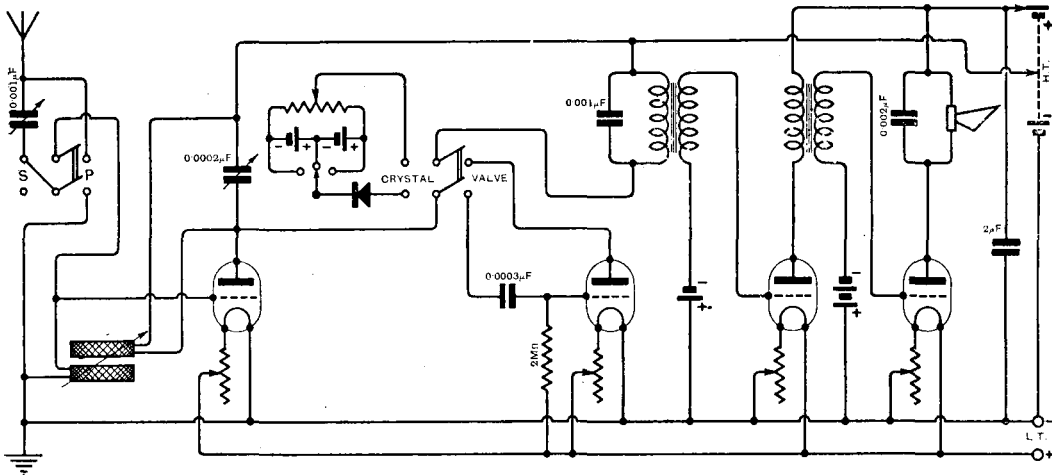 0·001µF
S
P
0·0002µF
- + - +
CRYSTAL
VALVE
0·0003µF
2MΩ
0·001µF
-
+
-
+
0·002µF
2µF
+
H.T.
-
-
L.T.
+